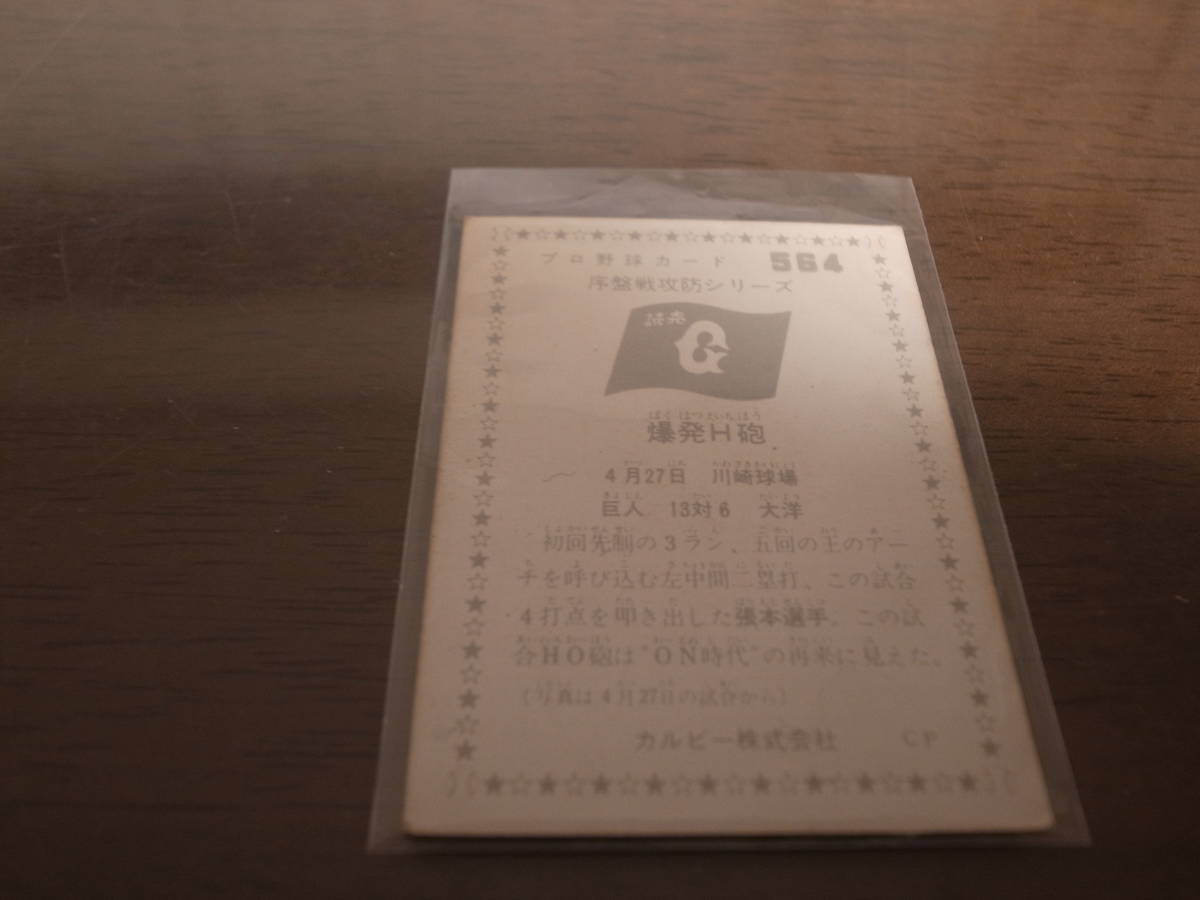 プロ野球カード 564
序盤戦攻防シリーズ
読売
爆発H砲
4月27日 川崎球場
巨人 13対6 大洋
初回先制の3ラン、五回の王のアー
チを呼び込む左中間二塁打、この試合
4打点を叩き出した張本選手。この試
合HO砲は"ON時代"の再来に見えた。
(写真は4月27日の試合から)
カルビー株式会社 CP